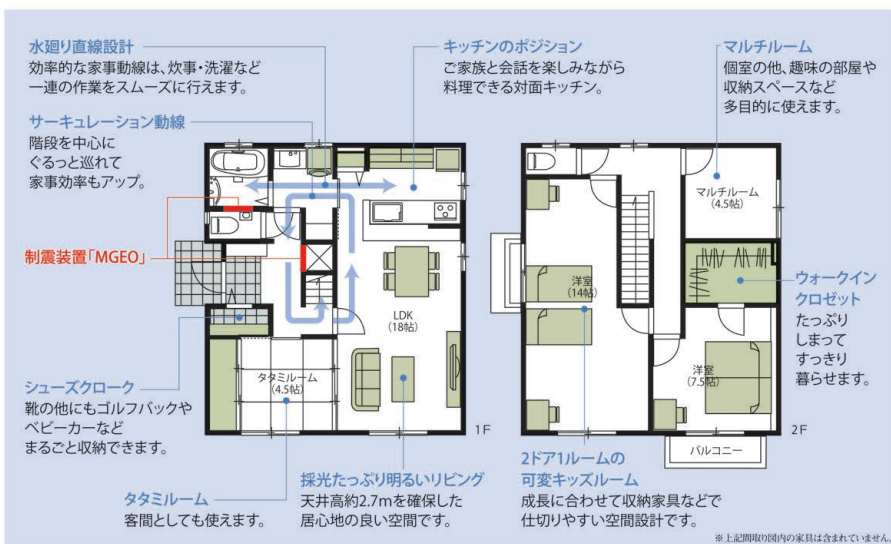 水廻り直線設計
効率的な家事動線は、炊事・洗濯など
一連の作業をスムーズに行えます。
キッチンのポジション
ご家族と会話を楽しみながら
料理できる対面キッチン。
マルチルーム
個室の他、趣味の部屋や
収納スペースなど
多目的に使えます。
サーキュレーション動線
階段を中心に
ぐるっと巡れて
家事効率もアップ。
制震装置「MGEO」
マルチルーム
(4.5帖)
洋室
(14帖)
ウォークイン
クロゼット
たっぷり
しまって
すっきり
暮らせます。
LDK
(18帖)
タタミルーム
(4.5帖)
洋室
(7.5帖)
シューズクローク
靴の他にもゴルフバックや
ベビーカーなど
まるごと収納できます。
1F
2F
バルコニー
タタミルーム
客間としても使えます。
採光たっぷり明るいリビング
天井高約2.7mを確保した
居心地の良い空間です。
2ドア1ルームの
可変キッズルーム
成長に合わせて収納家具などで
仕切りやすい空間設計です。
※上記間取り図内の家具は含まれていません。